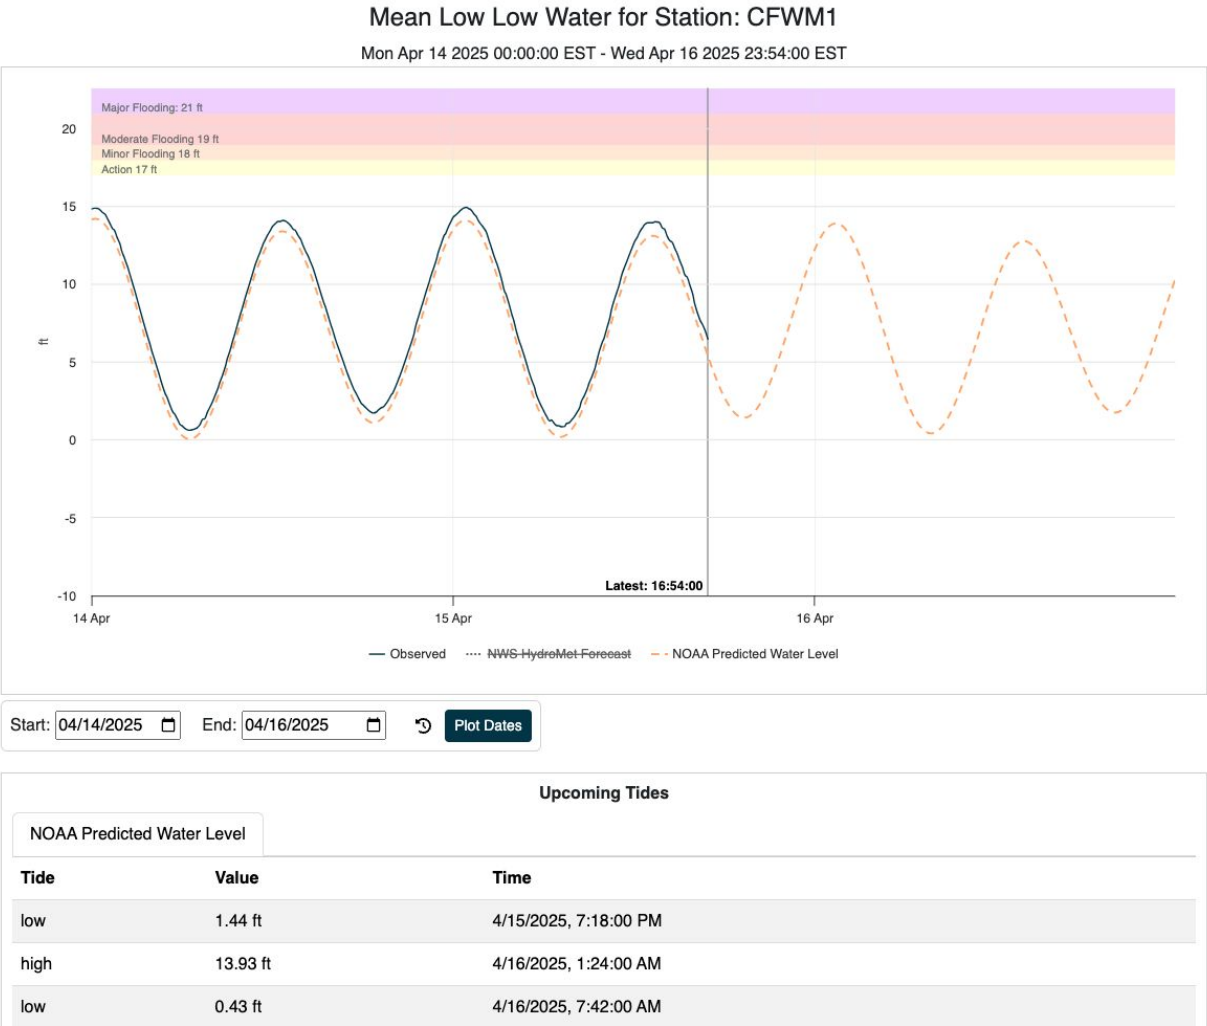 Mean Low Low Water for Station: CFWM1
Mon Apr 14 2025 00:00:00 EST - Wed Apr 16 2025 23:54:00 EST
Major Flooding: 21 ft
20
Moderate Flooding 19 ft
Minor Flooding 18 ft
Action 17 ft
15
10
ft
5
0
-5
Latest: 16:54:00
-10
14 Apr 15 Apr 16 Apr
Observed NWS HydroMet Forecast NOAA Predicted Water Level
Start: 04/14/2025 End: 04/16/2025 Plot Dates
Upcoming Tides
NOAA Predicted Water Level
Tide Value Time
low 1.44 ft 4/15/2025, 7:18:00 PM
high 13.93 ft 4/16/2025, 1:24:00 AM
low 0.43 ft 4/16/2025, 7:42:00 AM